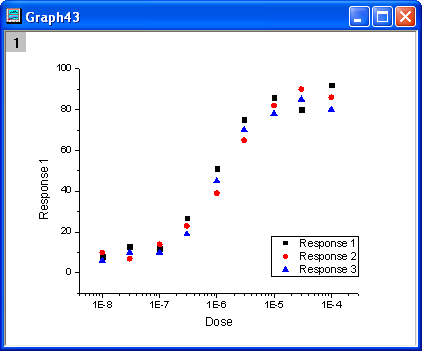 Graph43
1
100
80
60
40
20
0
Response 1
Response 1
Response 2
Response 3
1E-8 1E-7 1E-6 1E-5 1E-4
Dose